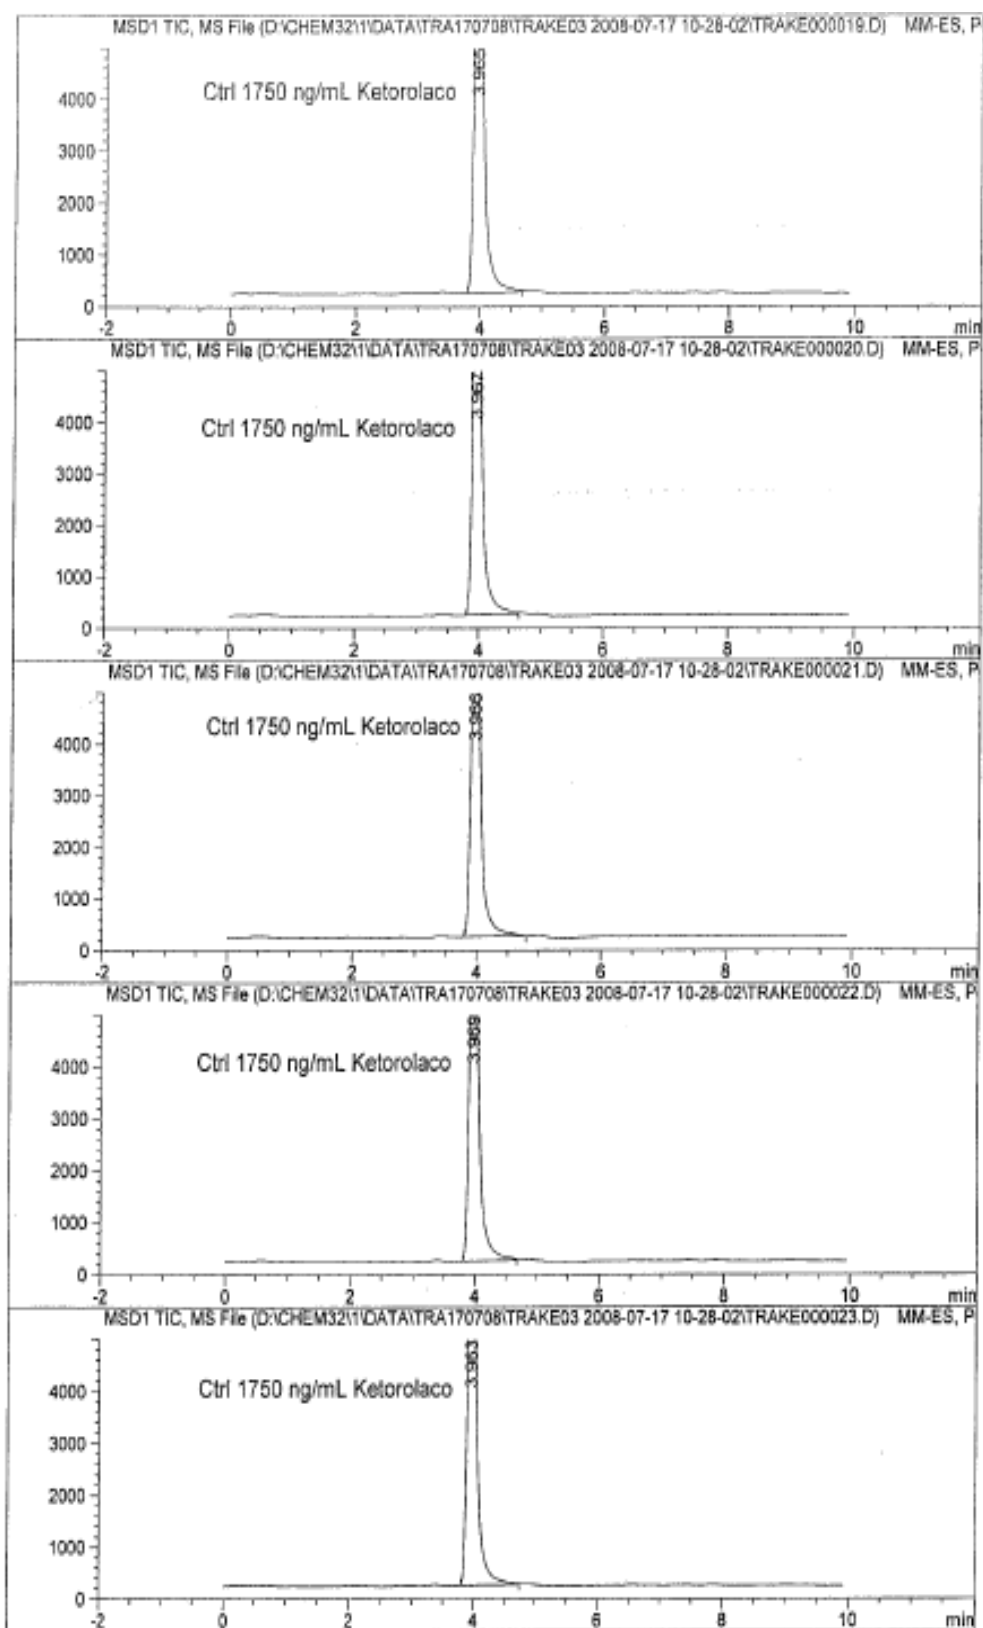 MSD1 TIC, MS File (D:\CHEM32\1\DATA\TRA170708\TRAKE03 2008-07-17 10-28-02\TRAKE000019.D) MM-ES, P
3.965
Ctrl 1750 ng/mL Ketorolaco
4000
3000
2000
1000
0
-2 0 2 4 6 8 10 min
MSD1 TIC, MS File (D:\CHEM32\1\DATA\TRA170708\TRAKE03 2008-07-17 10-28-02\TRAKE000020.D) MM-ES, P
3.967
Ctrl 1750 ng/mL Ketorolaco
4000
3000
2000
1000
0
-2 0 2 4 6 8 10 min
MSD1 TIC, MS File (D:\CHEM32\1\DATA\TRA170708\TRAKE03 2008-07-17 10-28-02\TRAKE000021.D) MM-ES, P
Ctrl 1750 ng/mL Ketorolaco
4000
3000
2000
1000
0
-2 0 2 4 6 8 10 min
MSD1 TIC, MS File (D:\CHEM32\1\DATA\TRA170708\TRAKE03 2008-07-17 10-28-02\TRAKE000022.D) MM-ES, P
3.969
Ctrl 1750 ng/mL Ketorolaco
4000
3000
2000
1000
0
-2 0 2 4 6 8 10 min
MSD1 TIC, MS File (D:\CHEM32\1\DATA\TRA170708\TRAKE03 2008-07-17 10-28-02\TRAKE000023.D) MM-ES, P
3.963
Ctrl 1750 ng/mL Ketorolaco
4000
3000
2000
1000
0
-2 0 2 4 6 8 10 min